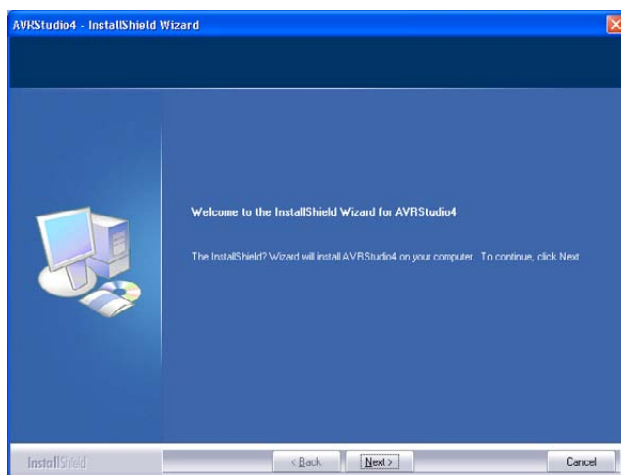 AVRStudio4 - InstallShield Wizard
Welcome to the InstallShield Wizard for AVRStudio4
The InstallShield? Wizard will install AVRStudio4 on your computer. To continue, click Next
InstallShield
< Back
Next >
Cancel